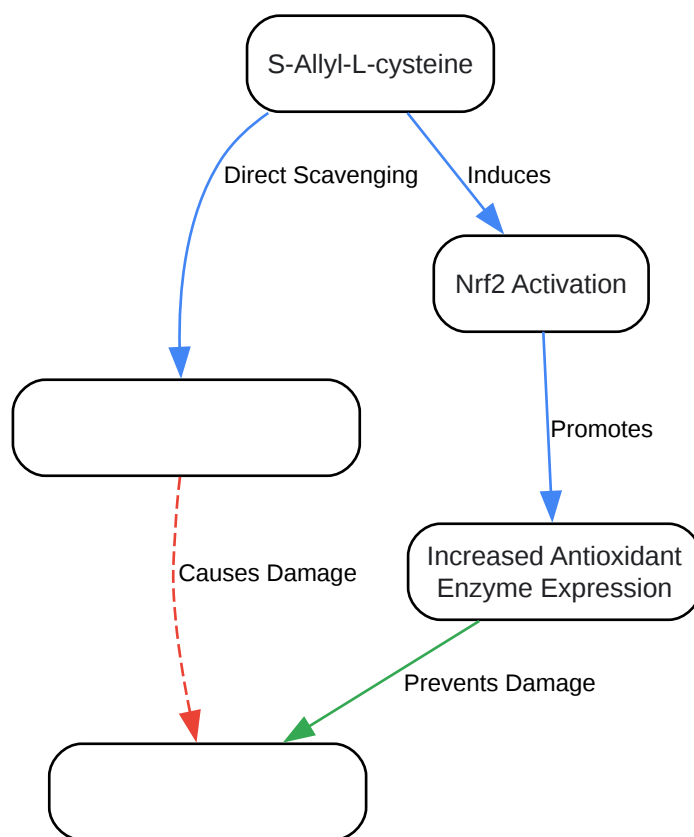 S-Allyl-L-cysteine
Direct Scavenging
Induces
Nrf2 Activation
Promotes
Increased Antioxidant
Enzyme Expression
Causes Damage
Prevents Damage